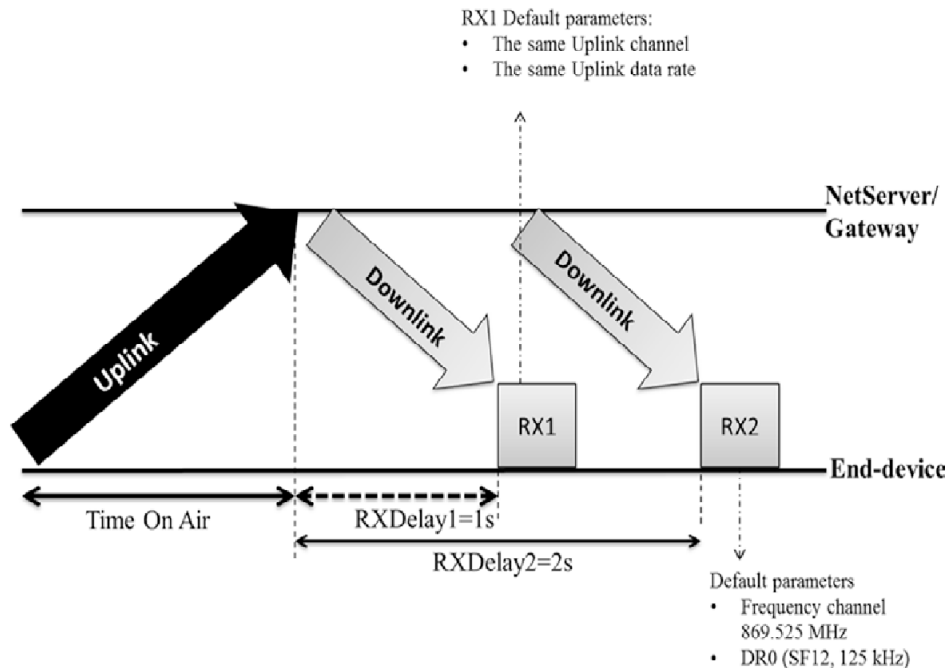 RX1 Default parameters:
• The same Uplink channel
• The same Uplink data rate
NetServer/
Gateway
Uplink
Downlink
Downlink
RX1
RX2
End-device
Time On Air
RXDelay1=1s
RXDelay2=2s
Default parameters
• Frequency channel
869.525 MHz
• DR0 (SF12, 125 kHz)